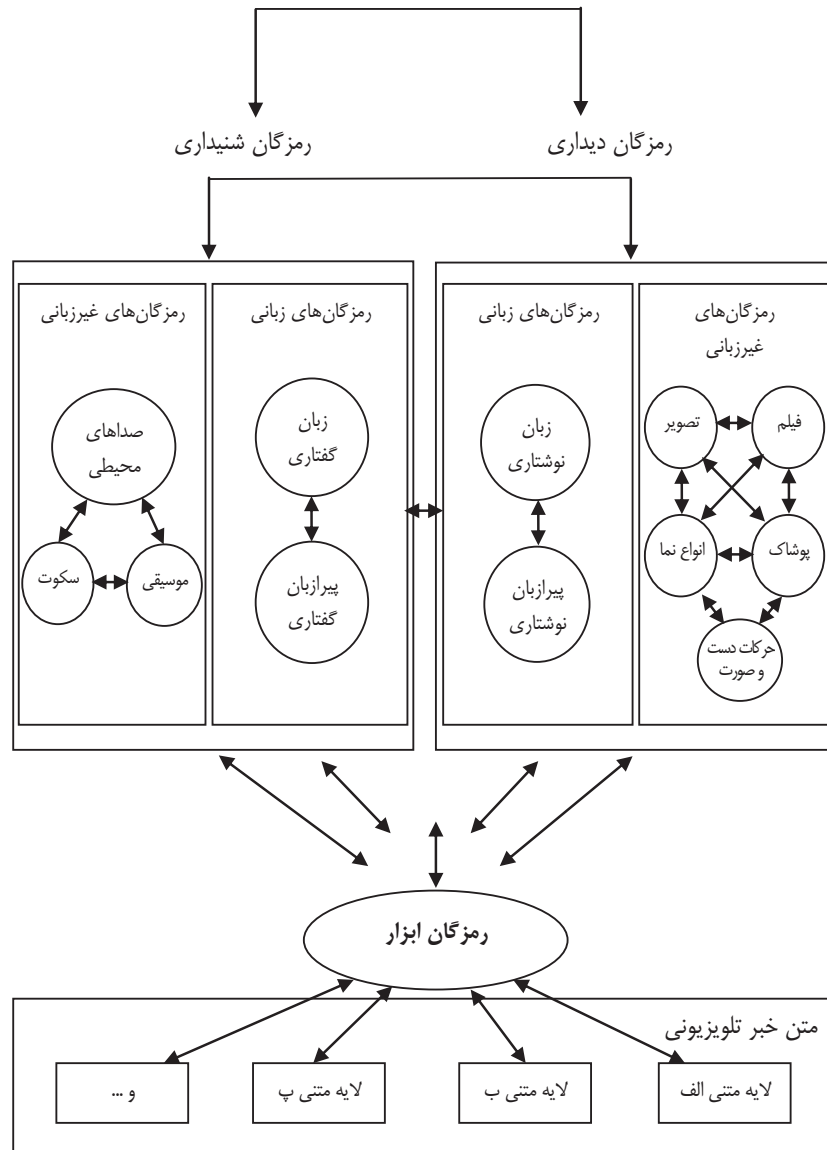 رمزگان دیداری
رمزگان شنیداری
رمزگان‌های
غیرزبانی
فیلم
تصویر
پوشاک
انواع نما
حرکات دست
و صورت
رمزگان‌های زبانی
زبان
نوشتاری
پیرازبان
نوشتاری
رمزگان‌های زبانی
زبان
گفتاری
پیرازبان
گفتاری
رمزگان‌های غیرزبانی
صداهای
محیطی
موسیقی
سکوت
رمزگان ابزار
متن خبر تلویزیونی
لایه متنی الف
لایه متنی ب
لایه متنی پ
و ...